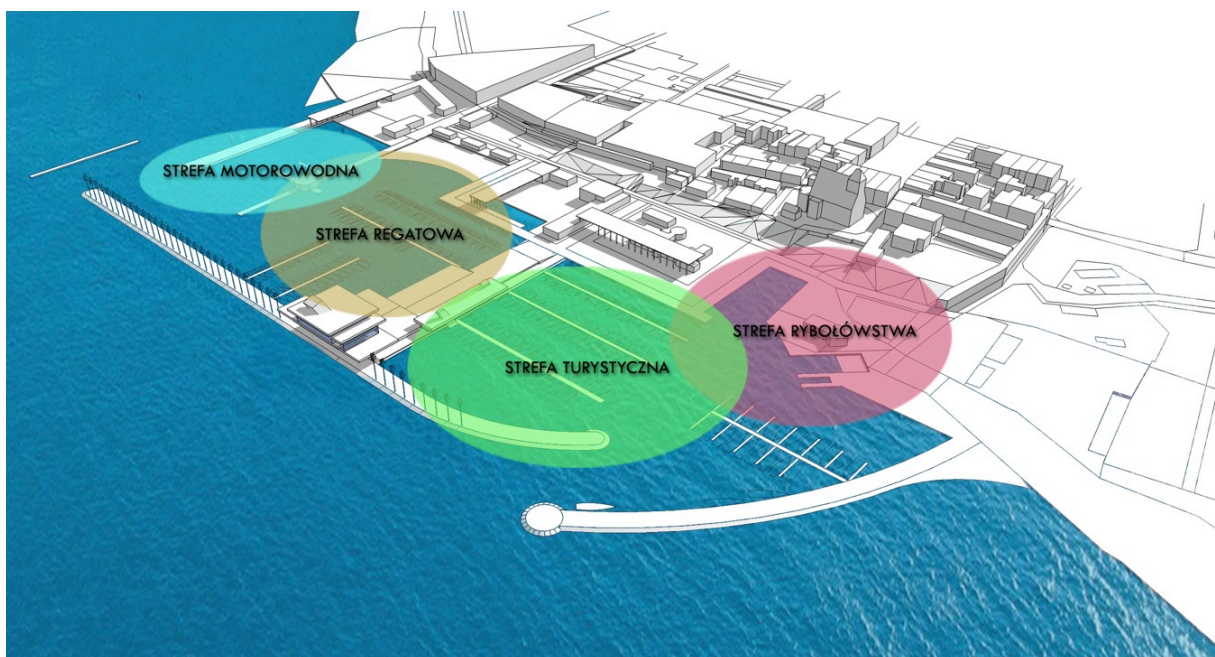 STREFA MOTOROWODNA
STREFA REGATOWA
STREFA RYBOŁÓWSTWA
STREFA TURYSTYCZNA